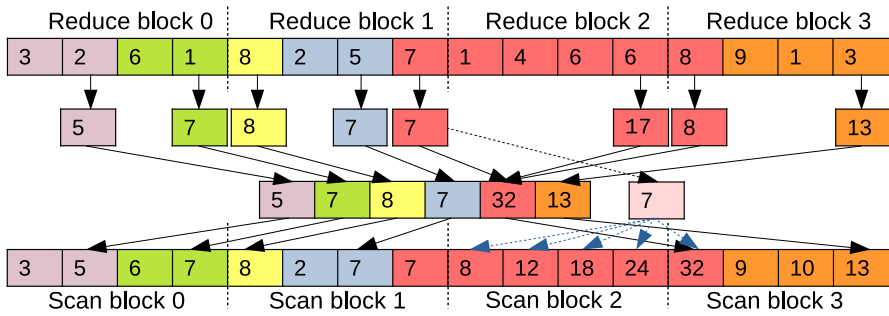 Reduce block 0 Reduce block 1 Reduce block 2 Reduce block 3
3 2 6 1 8 2 5 7 1 4 6 6 8 9 1 3
5 7 8 7 7 17 8 13
5 7 8 7 32 13 7
3 5 6 7 8 2 7 7 8 12 18 24 32 9 10 13
Scan block 0 Scan block 1 Scan block 2 Scan block 3